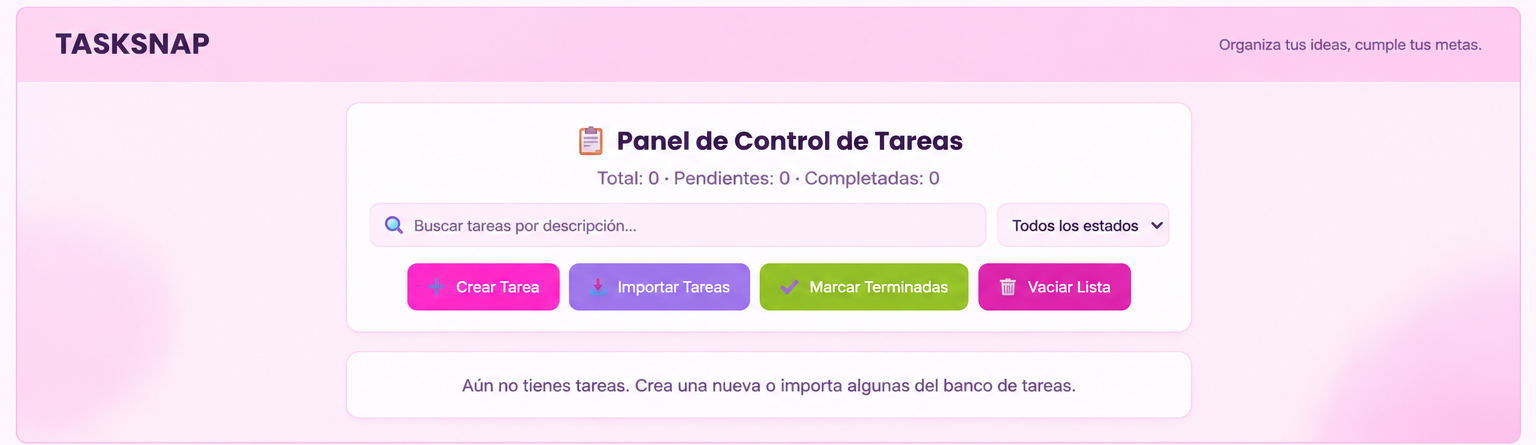 TASKSNAP
Organiza tus ideas, cumple tus metas.
Panel de Control de Tareas
Total: 0 · Pendientes: 0 · Completadas: 0
Buscar tareas por descripción...
Todos los estados
Crear Tarea
Importar Tareas
Marcar Terminadas
Vaciar Lista
Aún no tienes tareas. Crea una nueva o importa algunas del banco de tareas.